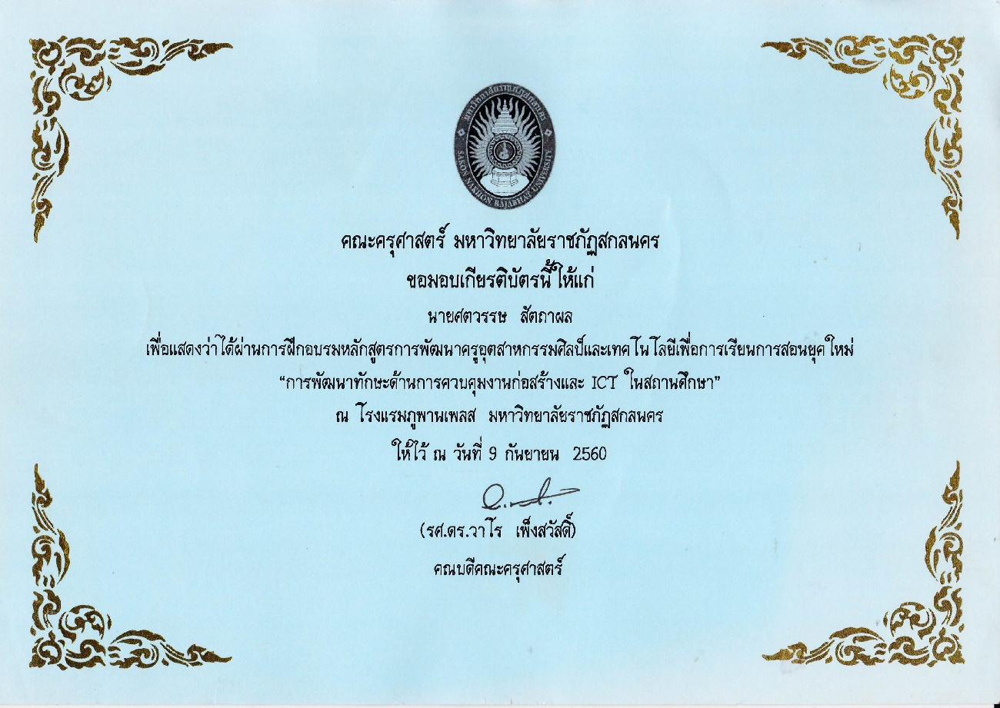 มหาวิทยาลัยราชภัฏสกลนคร
SAKON NAKHON RAJABHAT UNIVERSITY
คณะครุศาสตร์ มหาวิทยาลัยราชภัฏสกลนคร
ขอมอบเกียรติบัตรนี้ให้แก่
นายศตวรรษ สัตถาผล
เพื่อแสดงว่าได้ผ่านการฝึกอบรมหลักสูตรการพัฒนาครูอุตสาหกรรมศิลป์และเทคโนโลยีเพื่อการเรียนการสอนยุคใหม่
“การพัฒนาทักษะด้านการควบคุมงานก่อสร้างและ ICT ในสถานศึกษา”
ณ โรงแรมภูพานเพลส มหาวิทยาลัยราชภัฏสกลนคร
ให้ไว้ ณ วันที่ 9 กันยายน 2560
(รศ.ดร.วาโร เพ็งสวัสดิ์)
คณบดีคณะครุศาสตร์